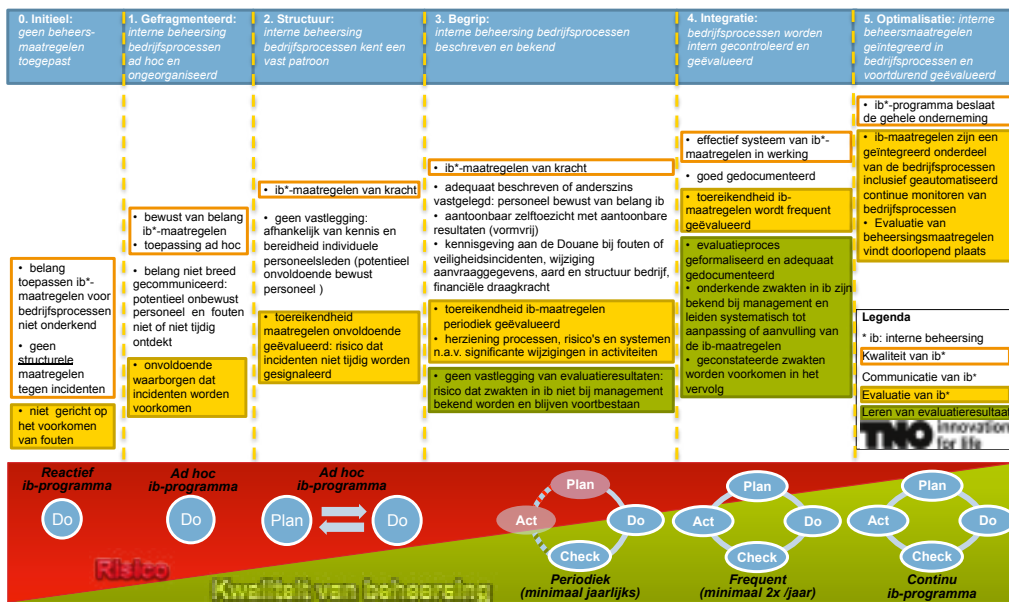 0. Initieel:
geen beheers-
maatregelen
toegepast
1. Gefragmenteerd:
interne beheersing
bedrijfsprocessen
ad hoc en
ongeorganiseerd
2. Structuur:
interne beheersing
bedrijfsprocessen kent een
vast patroon
3. Begrip:
interne beheersing bedrijfsprocessen
beschreven en bekend
4. Integratie:
bedrijfsprocessen worden
intern gecontroleerd en
geëvalueerd
5. Optimalisatie: interne
beheersmaatregelen
geïntegreerd in
bedrijfsprocessen en
voortdurend geëvalueerd
• belang
toepassen ib*-
maatregelen voor
bedrijfsprocessen
niet onderkend
• geen
structurele
maatregelen
tegen incidenten
• niet gericht op
het voorkomen
van fouten
• bewust van belang
ib*-maatregelen
• toepassing ad hoc
• belang niet breed
gecommuniceerd:
potentieel onbewust
personeel en fouten
niet of niet tijdig
ontdekt
• onvoldoende
waarborgen dat
incidenten worden
voorkomen
• ib*-maatregelen van kracht
• geen vastlegging:
afhankelijk van kennis en
bereidheid individuele
personeelsleden (potentieel
onvoldoende bewust
personeel )
• toereikendheid
maatregelen onvoldoende
geëvalueerd: risico dat
incidenten niet tijdig worden
gesignaleerd
• ib*-maatregelen van kracht
• adequaat beschreven of anderszins
vastgelegd: personeel bewust van belang ib
• aantoonbaar zelftoezicht met aantoonbare
resultaten (vormvrij)
• kennisgeving aan de Douane bij fouten of
veiligheidsincidenten, wijziging
aanvraaggegevens, aard en structuur bedrijf,
financiële draagkracht
• toereikendheid ib-maatregelen
periodiek geëvalueerd
• herziening processen, risico's en systemen
n.a.v. significante wijzigingen in activiteiten
• geen vastlegging van evaluatieresultaten:
risico dat zwakten in ib niet bij management
bekend worden en blijven voortbestaan
• effectief systeem van ib*-
maatregelen in werking
• goed gedocumenteerd
• toereikendheid ib-
maatregelen wordt frequent
geëvalueerd
• evaluatieproces
geformaliseerd en adequaat
gedocumenteerd
• onderkende zwakten in ib zijn
bekend bij management en
leiden systematisch tot
aanpassing of aanvulling van
de ib-maatregelen
• geconstateerde zwakten
worden voorkomen in het
vervolg
• ib*-programma beslaat
de gehele onderneming
• ib-maatregelen zijn een
geïntegreerd onderdeel
van de bedrijfsprocessen
inclusief geautomatiseerd
continue monitoren van
bedrijfsprocessen
• Evaluatie van
beheersingsmaatregelen
vindt doorlopend plaats
Legenda
* ib: interne beheersing
Kwaliteit van ib*
Communicatie van ib*
Evaluatie van ib*
Leren van evaluatieresultaat
TNO innovation
for life
Reactief
ib-programma
Do
Ad hoc
ib-programma
Do
Ad hoc
ib-programma
Plan
Do
Plan
Act
Do
Check
Periodiek
(minimaal jaarlijks)
Plan
Act
Do
Check
Frequent
(minimaal 2x /jaar)
Plan
Act
Do
Check
Continu
ib-programma
Risico
Kwaliteit van beheersing